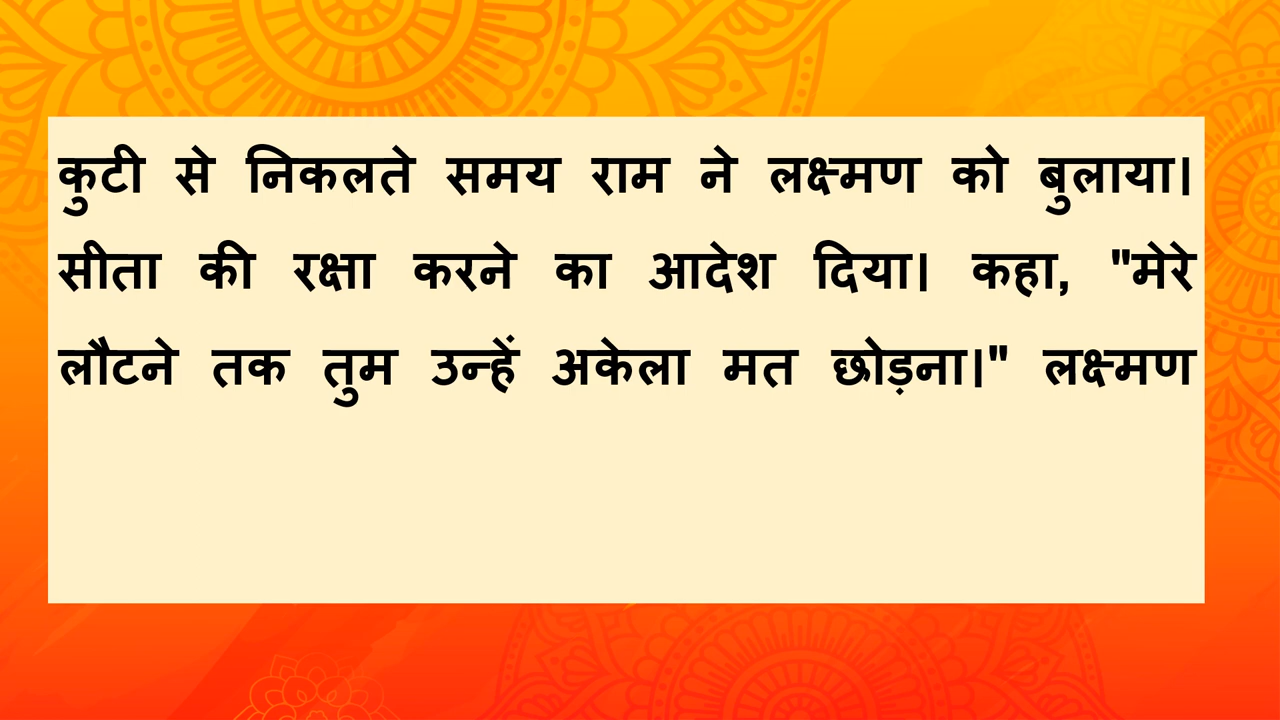 कुटी से निकलते समय राम ने लक्ष्मण को बुलाया।
सीता की रक्षा करने का आदेश दिया। कहा, "मेरे
लौटने तक तुम उन्हें अकेला मत छोड़ना।" लक्ष्मण